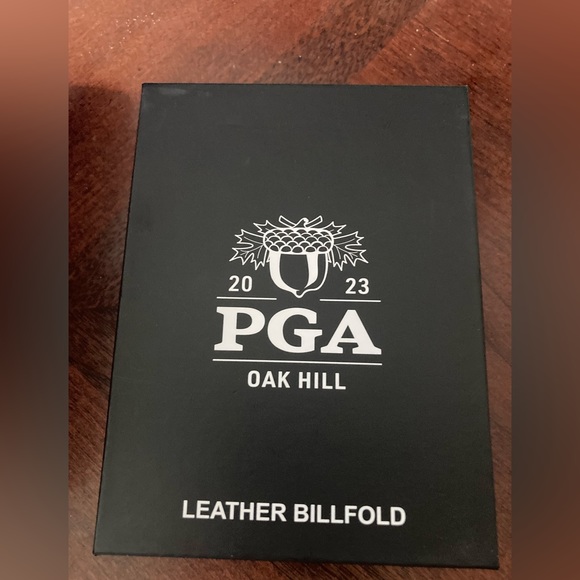 20 23
PGA
OAK HILL
LEATHER BILLFOLD